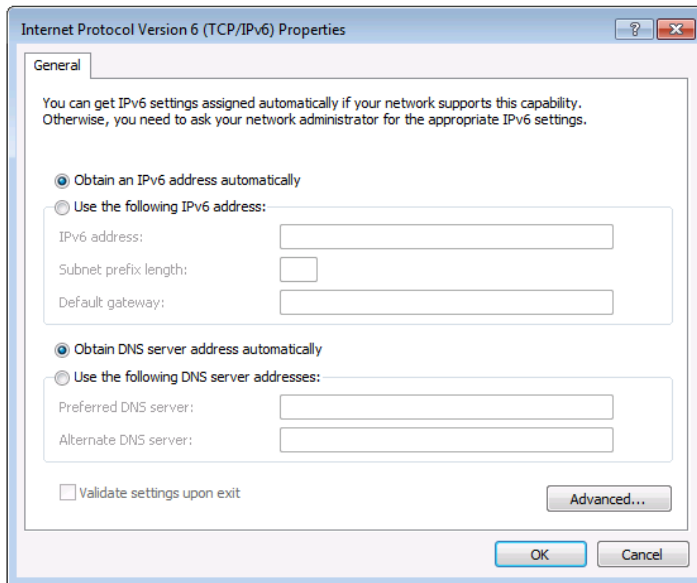 Internet Protocol Version 6 (TCP/IPv6) Properties
General
You can get IPv6 settings assigned automatically if your network supports this capability.
Otherwise, you need to ask your network administrator for the appropriate IPv6 settings.
Obtain an IPv6 address automatically
Use the following IPv6 address:
IPv6 address:
Subnet prefix length:
Default gateway:
Obtain DNS server address automatically
Use the following DNS server addresses:
Preferred DNS server:
Alternate DNS server:
Validate settings upon exit
Advanced...
OK Cancel